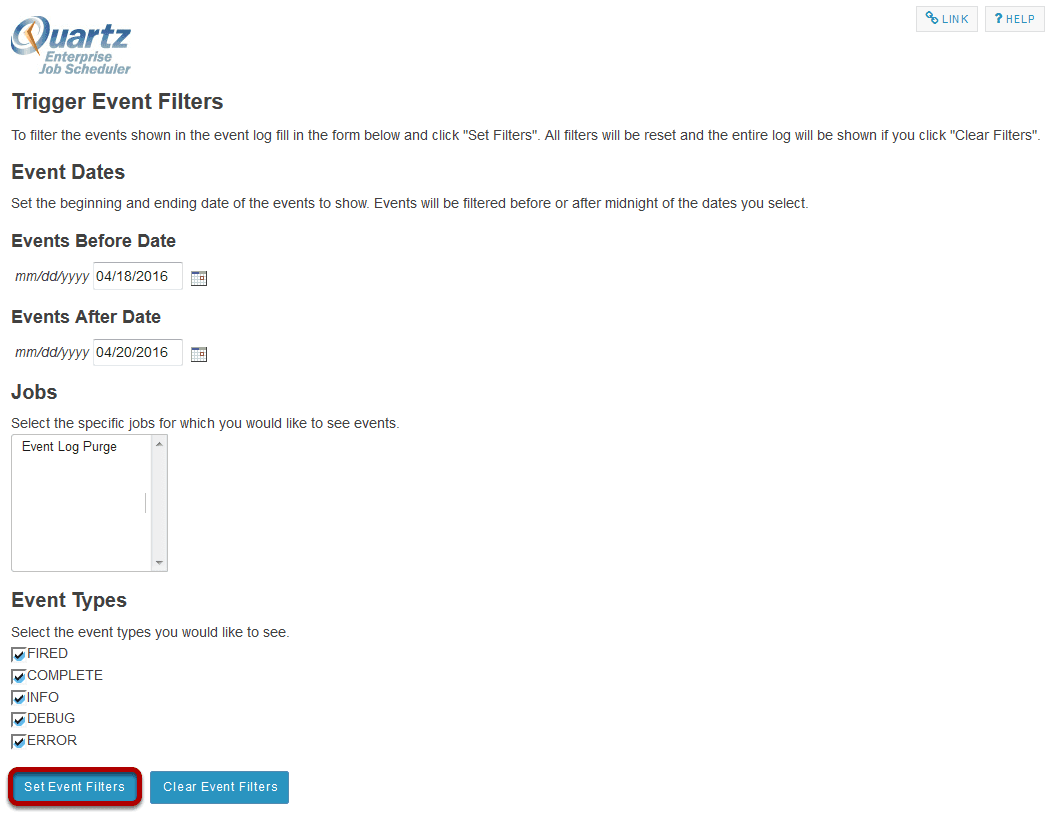 LINK
? HELP
Quartz
Enterprise
Job Scheduler
Trigger Event Filters
To filter the events shown in the event log fill in the form below and click "Set Filters". All filters will be reset and the entire log will be shown if you click "Clear Filters".
Event Dates
Set the beginning and ending date of the events to show. Events will be filtered before or after midnight of the dates you select.
Events Before Date
mm/dd/yyyy 04/18/2016
Events After Date
mm/dd/yyyy 04/20/2016
Jobs
Select the specific jobs for which you would like to see events.
Event Log Purge
Event Types
Select the event types you would like to see.
FIRED
COMPLETE
INFO
DEBUG
ERROR
Set Event Filters Clear Event Filters